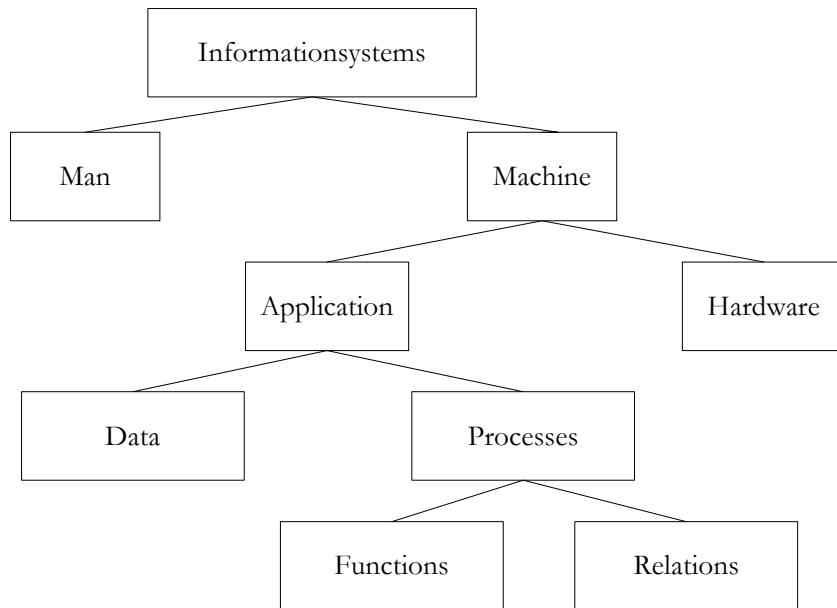 Informationsystems
Man
Machine
Application
Hardware
Data
Processes
Functions
Relations